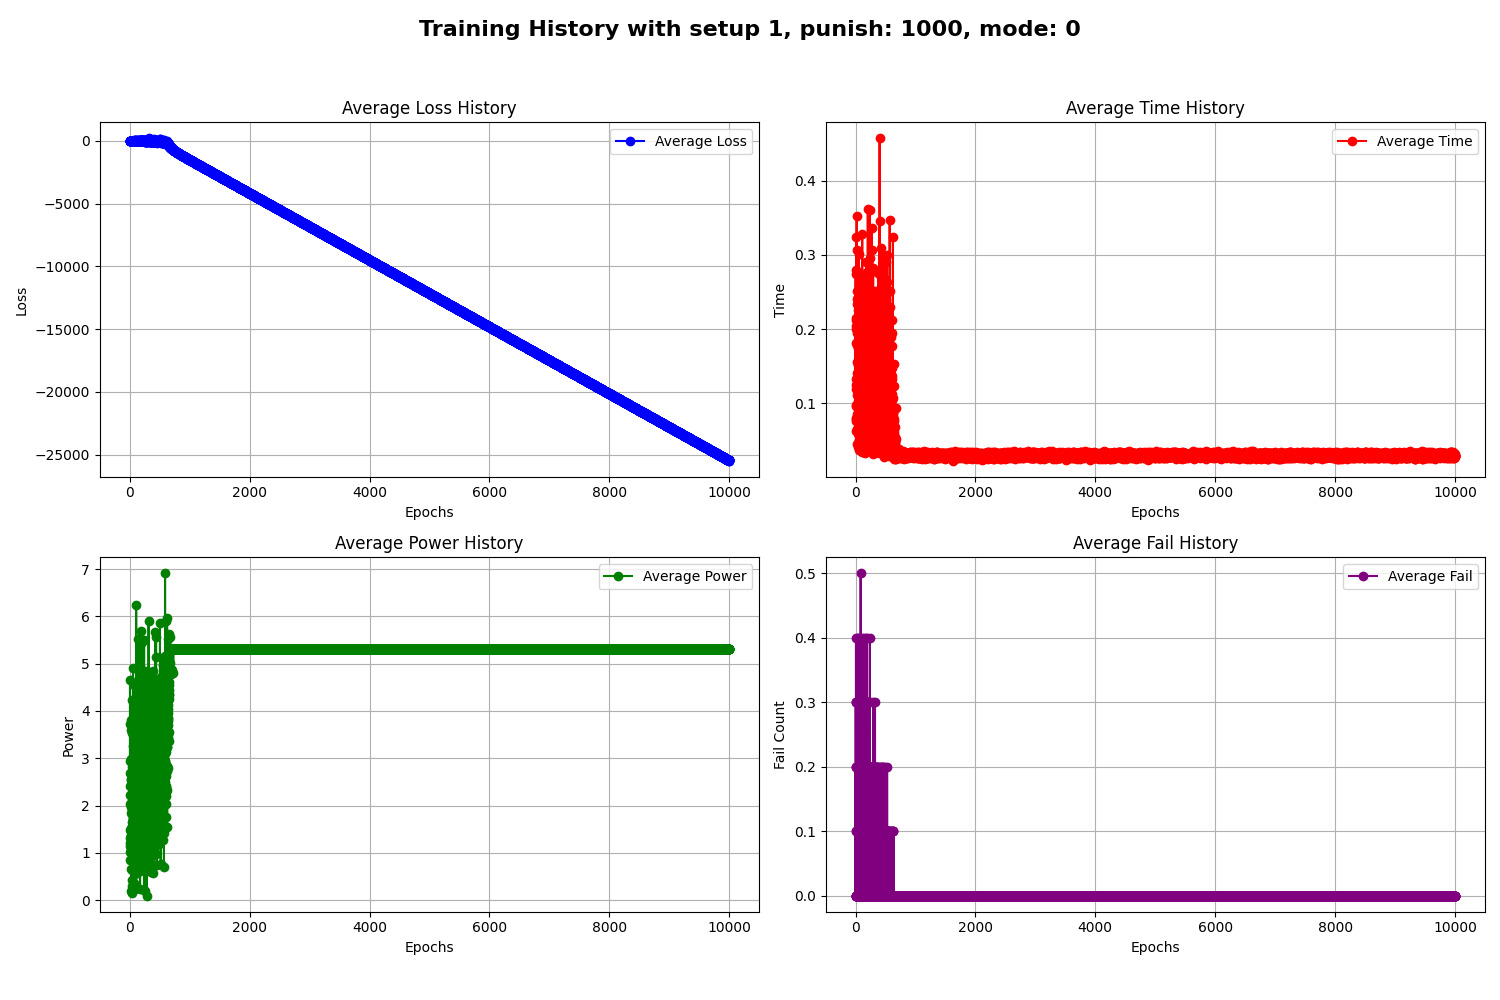 Training History with setup 1, punish: 1000, mode: 0
Average Loss History
Average Loss
0
−5000
−10000
−15000
−20000
−25000
Loss
0 2000 4000 6000 8000 10000
Epochs
Average Time History
Average Time
0.4
0.3
0.2
0.1
Time
0 2000 4000 6000 8000 10000
Epochs
Average Power History
Average Power
7
6
5
4
3
2
1
0
Power
0 2000 4000 6000 8000 10000
Epochs
Average Fail History
Average Fail
0.5
0.4
0.3
0.2
0.1
0.0
Fail Count
0 2000 4000 6000 8000 10000
Epochs